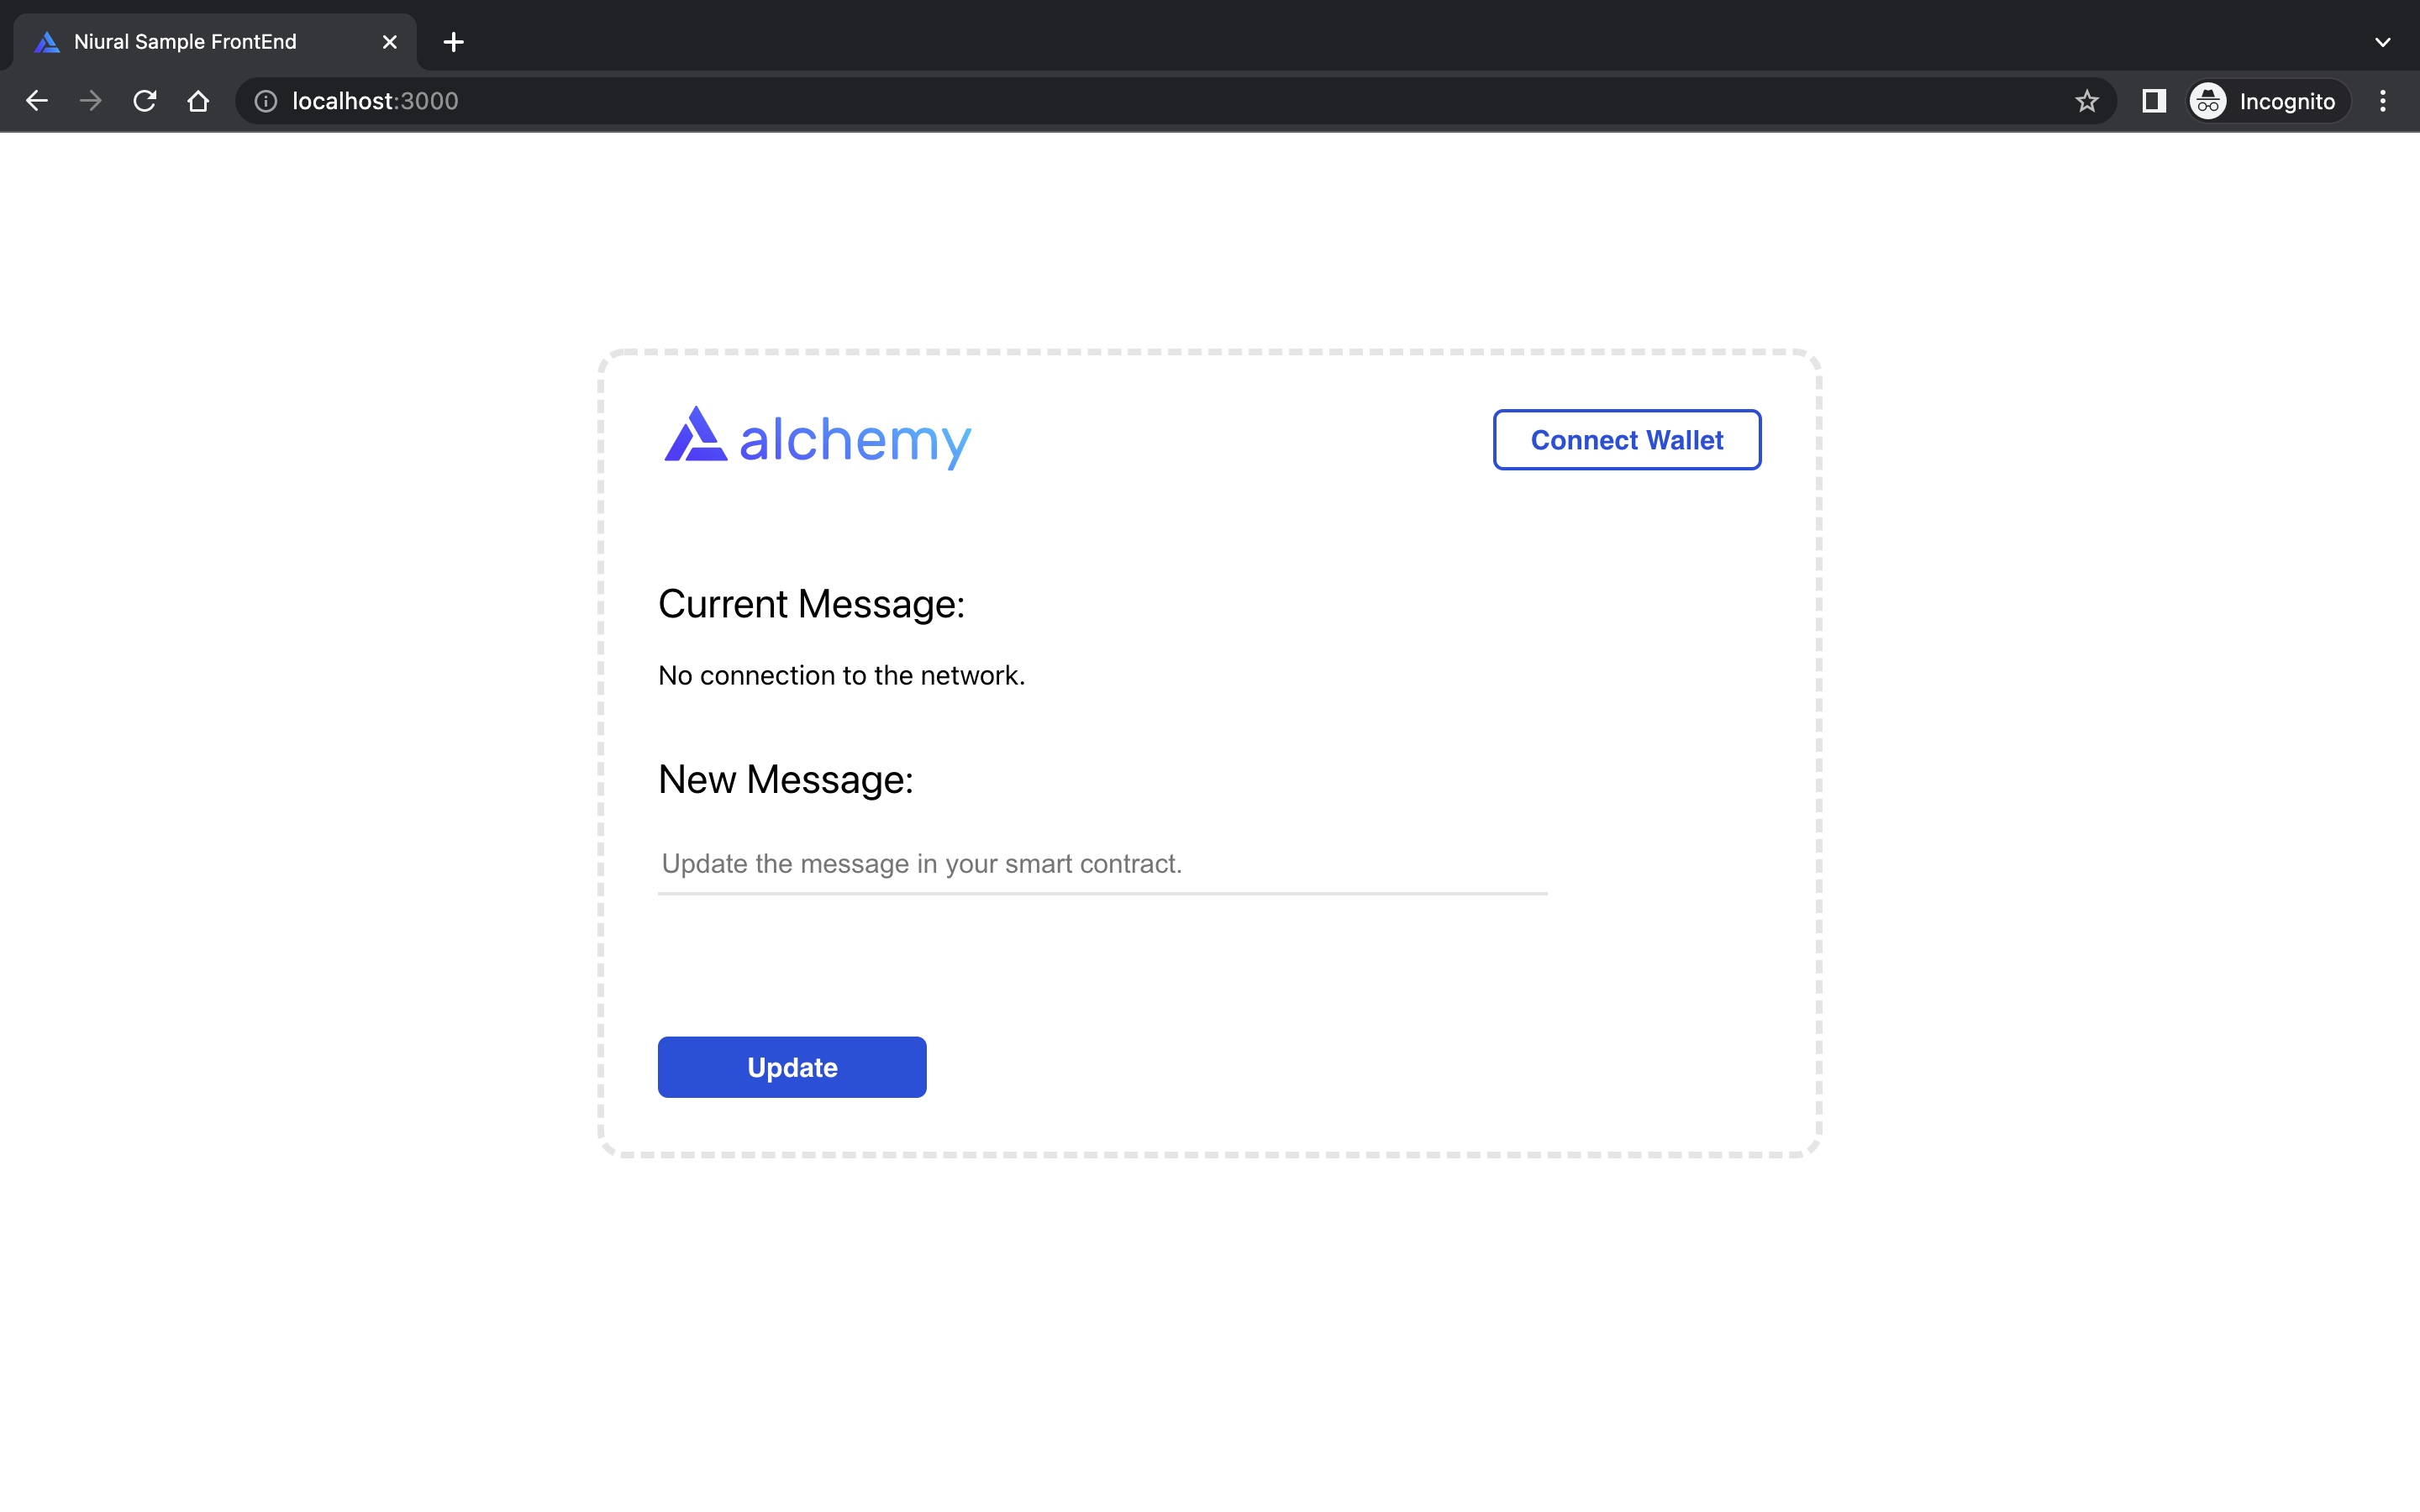 Niural Sample FrontEnd
localhost:3000
Incognito
alchemy
Connect Wallet
Current Message:
No connection to the network.
New Message:
Update the message in your smart contract.
Update